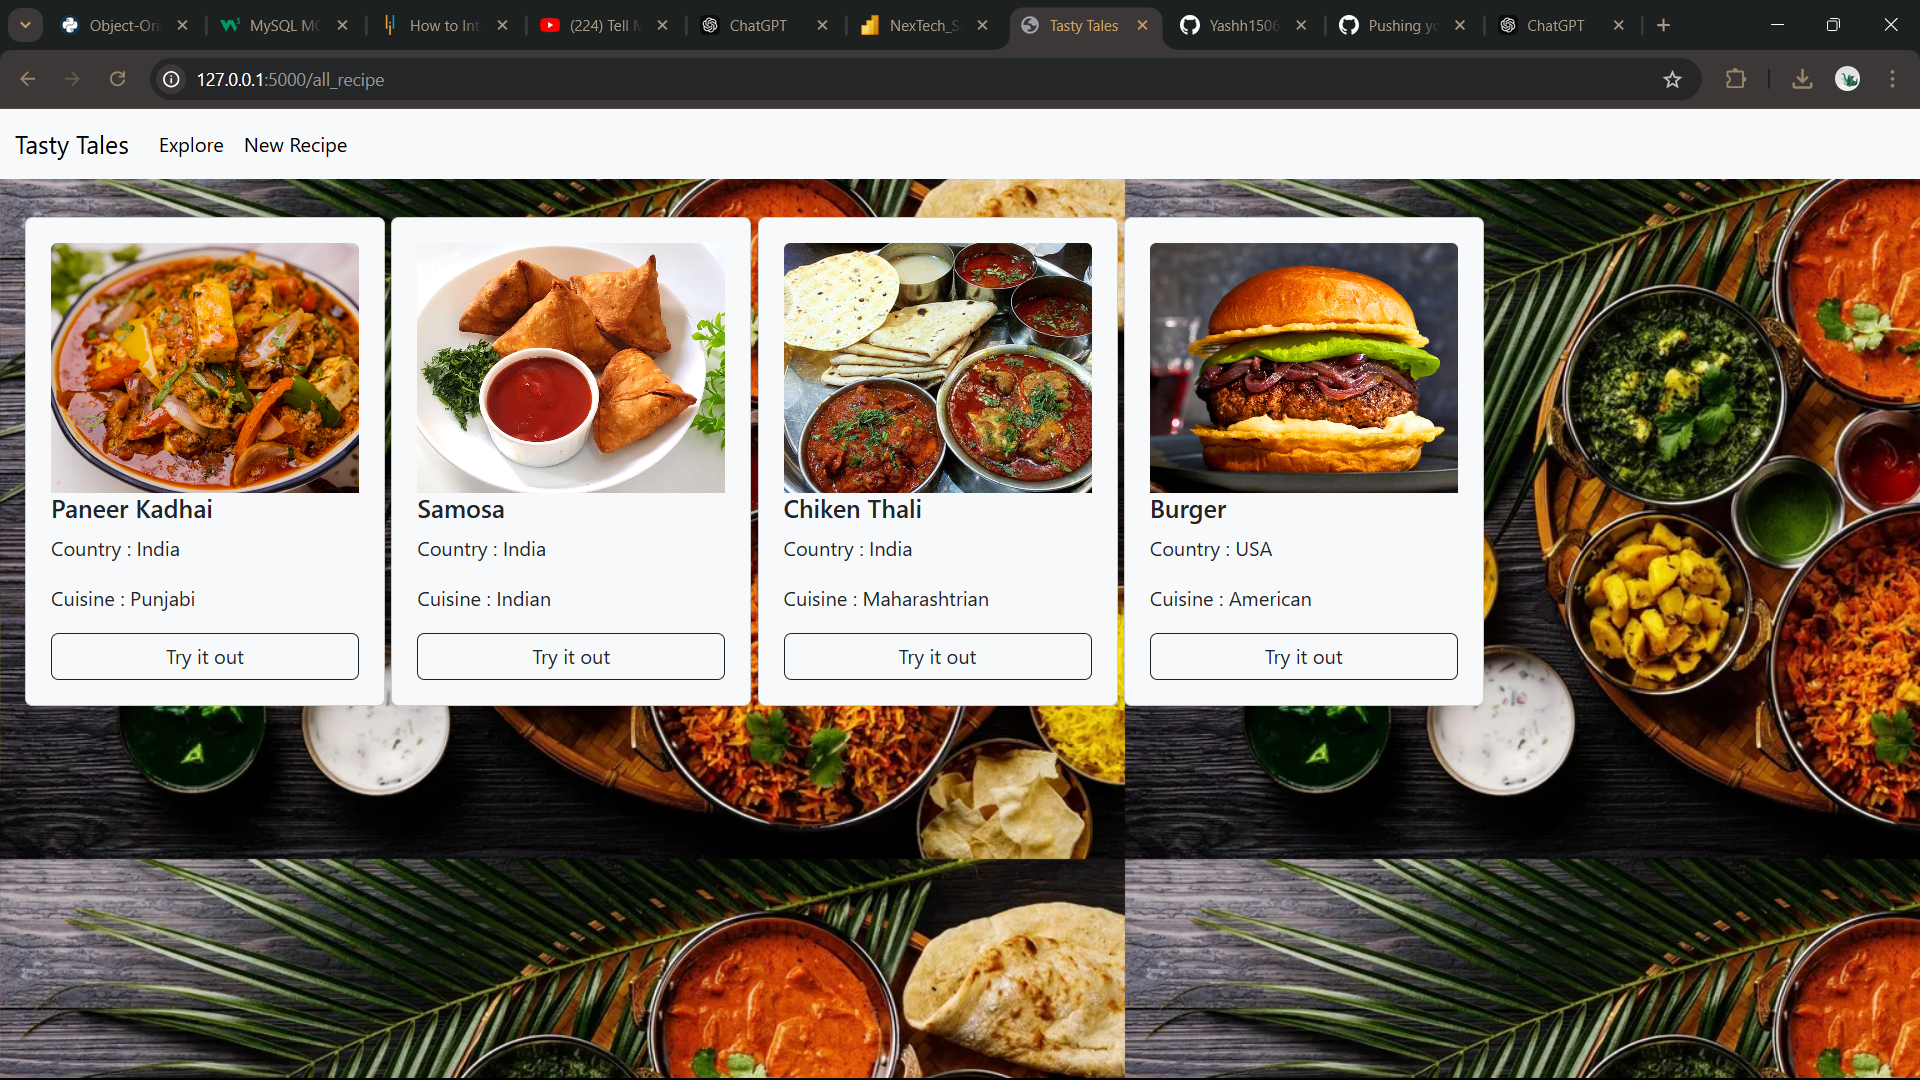 Object-Ori
MySQL MC
How to Int
(224) Tell M
ChatGPT
NexTech_S
Tasty Tales
Yashh1506
Pushing yo
ChatGPT
127.0.0.1:5000/all_recipe
Tasty Tales Explore New Recipe
Paneer Kadhai
Country : India
Cuisine : Punjabi
Try it out
Samosa
Country : India
Cuisine : Indian
Try it out
Chiken Thali
Country : India
Cuisine : Maharashtrian
Try it out
Burger
Country : USA
Cuisine : American
Try it out